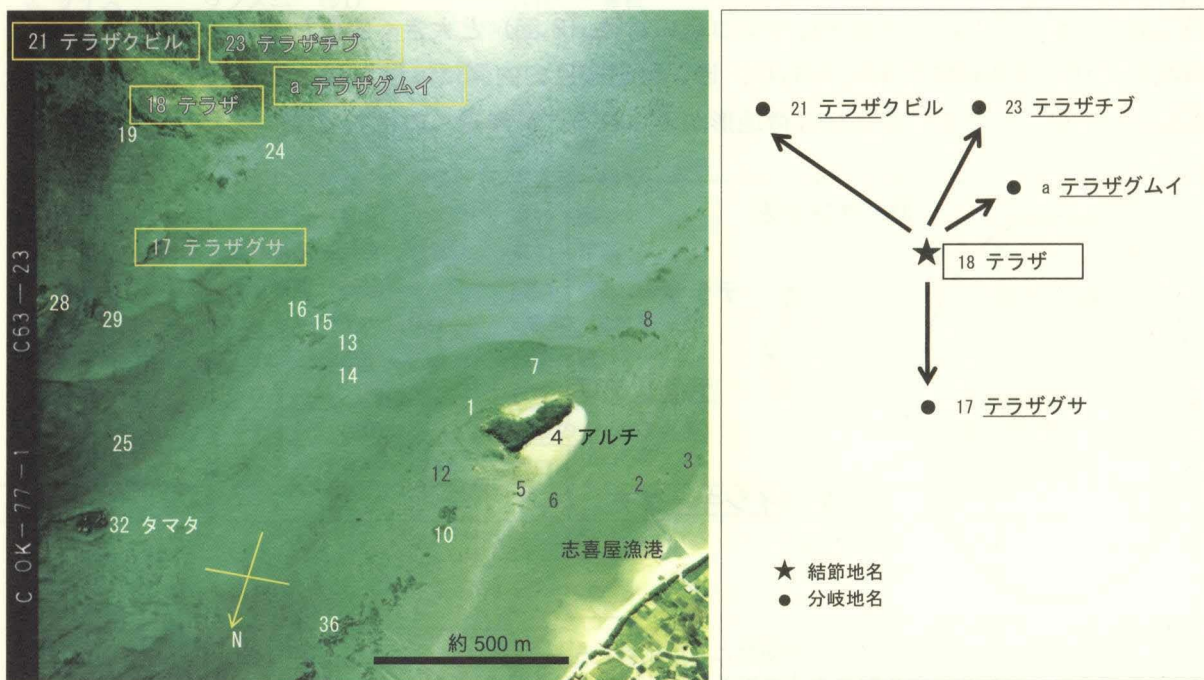 21 テラザクビル
23 テラザチブ
a テラザグムイ
18 テラザ
19
24
17 テラザグサ
C63—23
28
29
16
15
13
14
8
7
1
4 アルチ
25
12
3
2
5
6
10
32 タマタ
志喜屋漁港
C OK—77—1
N
36
約 500 m
21 テラザクビル
23 テラザチブ
a テラザグムイ
18 テラザ
17 テラザグサ
★ 結節地名
● 分岐地名